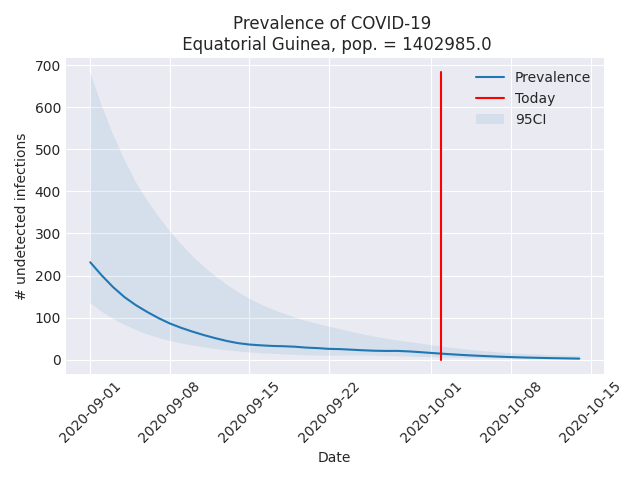 Prevalence of COVID-19
Equatorial Guinea, pop. = 1402985.0
700
600
500
400
300
200
100
0
# undetected infections
Prevalence
Today
95CI
2020-09-01
2020-09-08
2020-09-15
2020-09-22
2020-10-01
2020-10-08
2020-10-15
Date